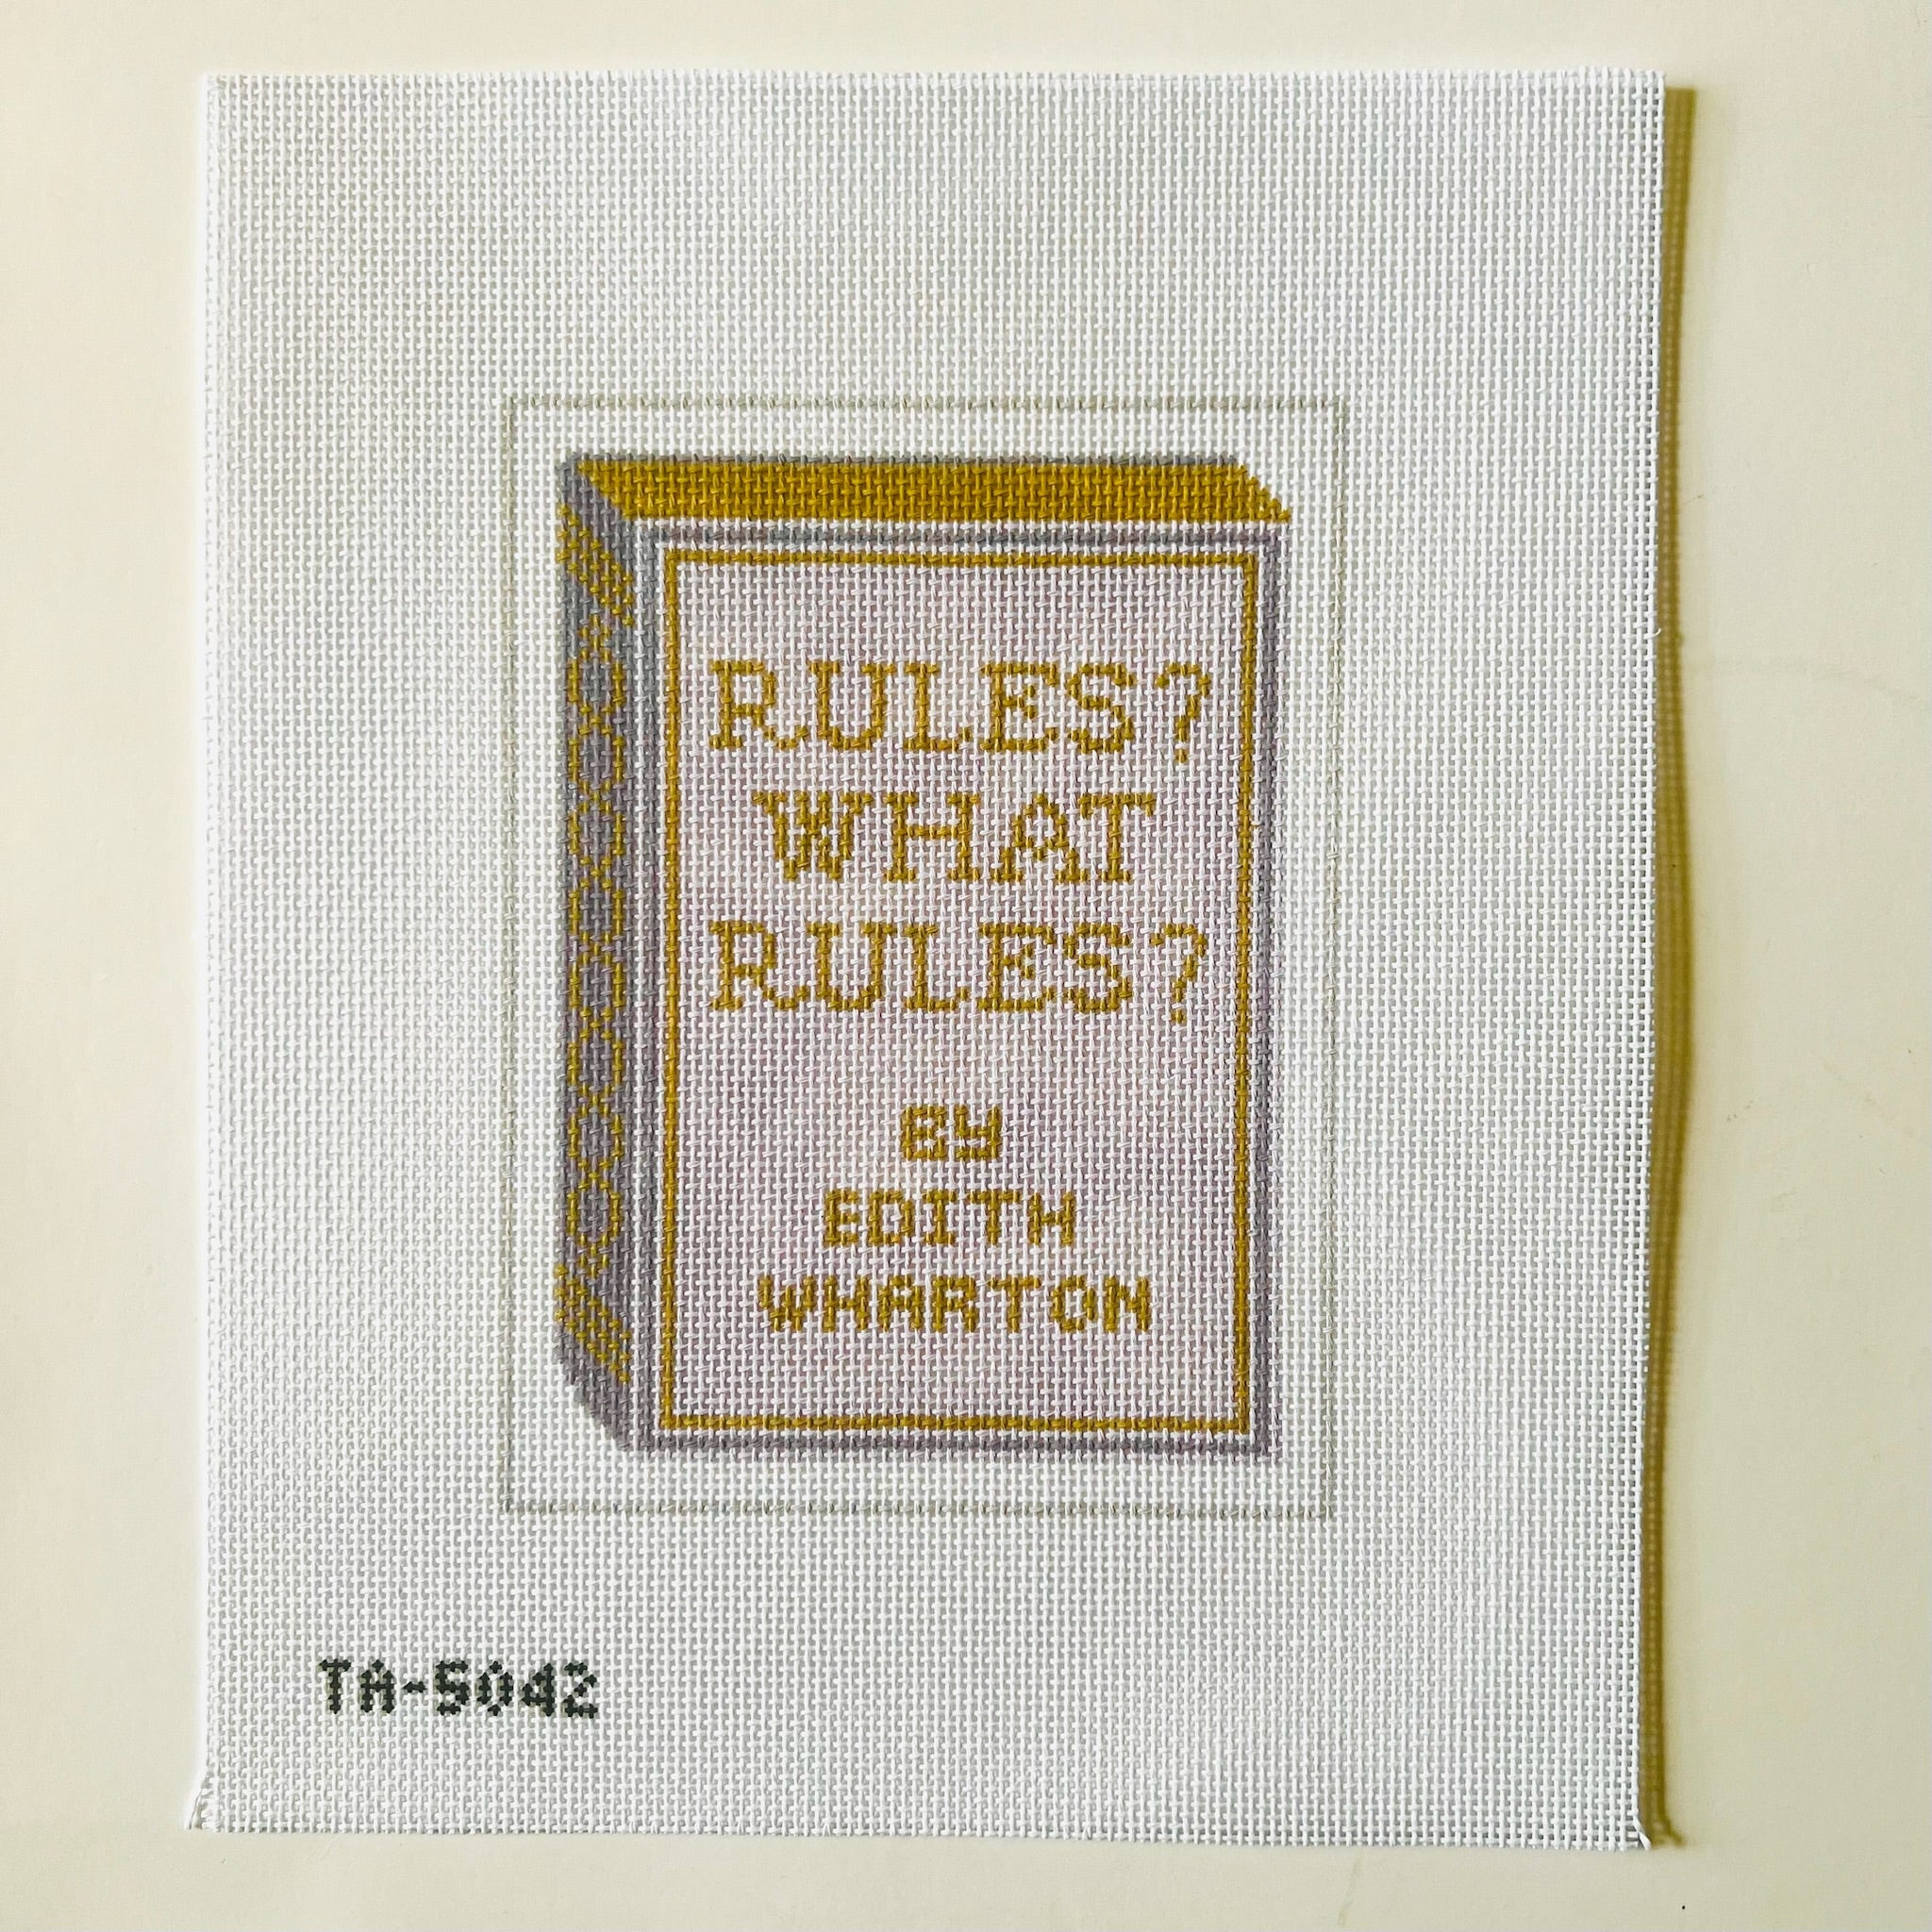 RULES?
WHAT
RULES?
BY
EDITH
WHARTON
TA-5042